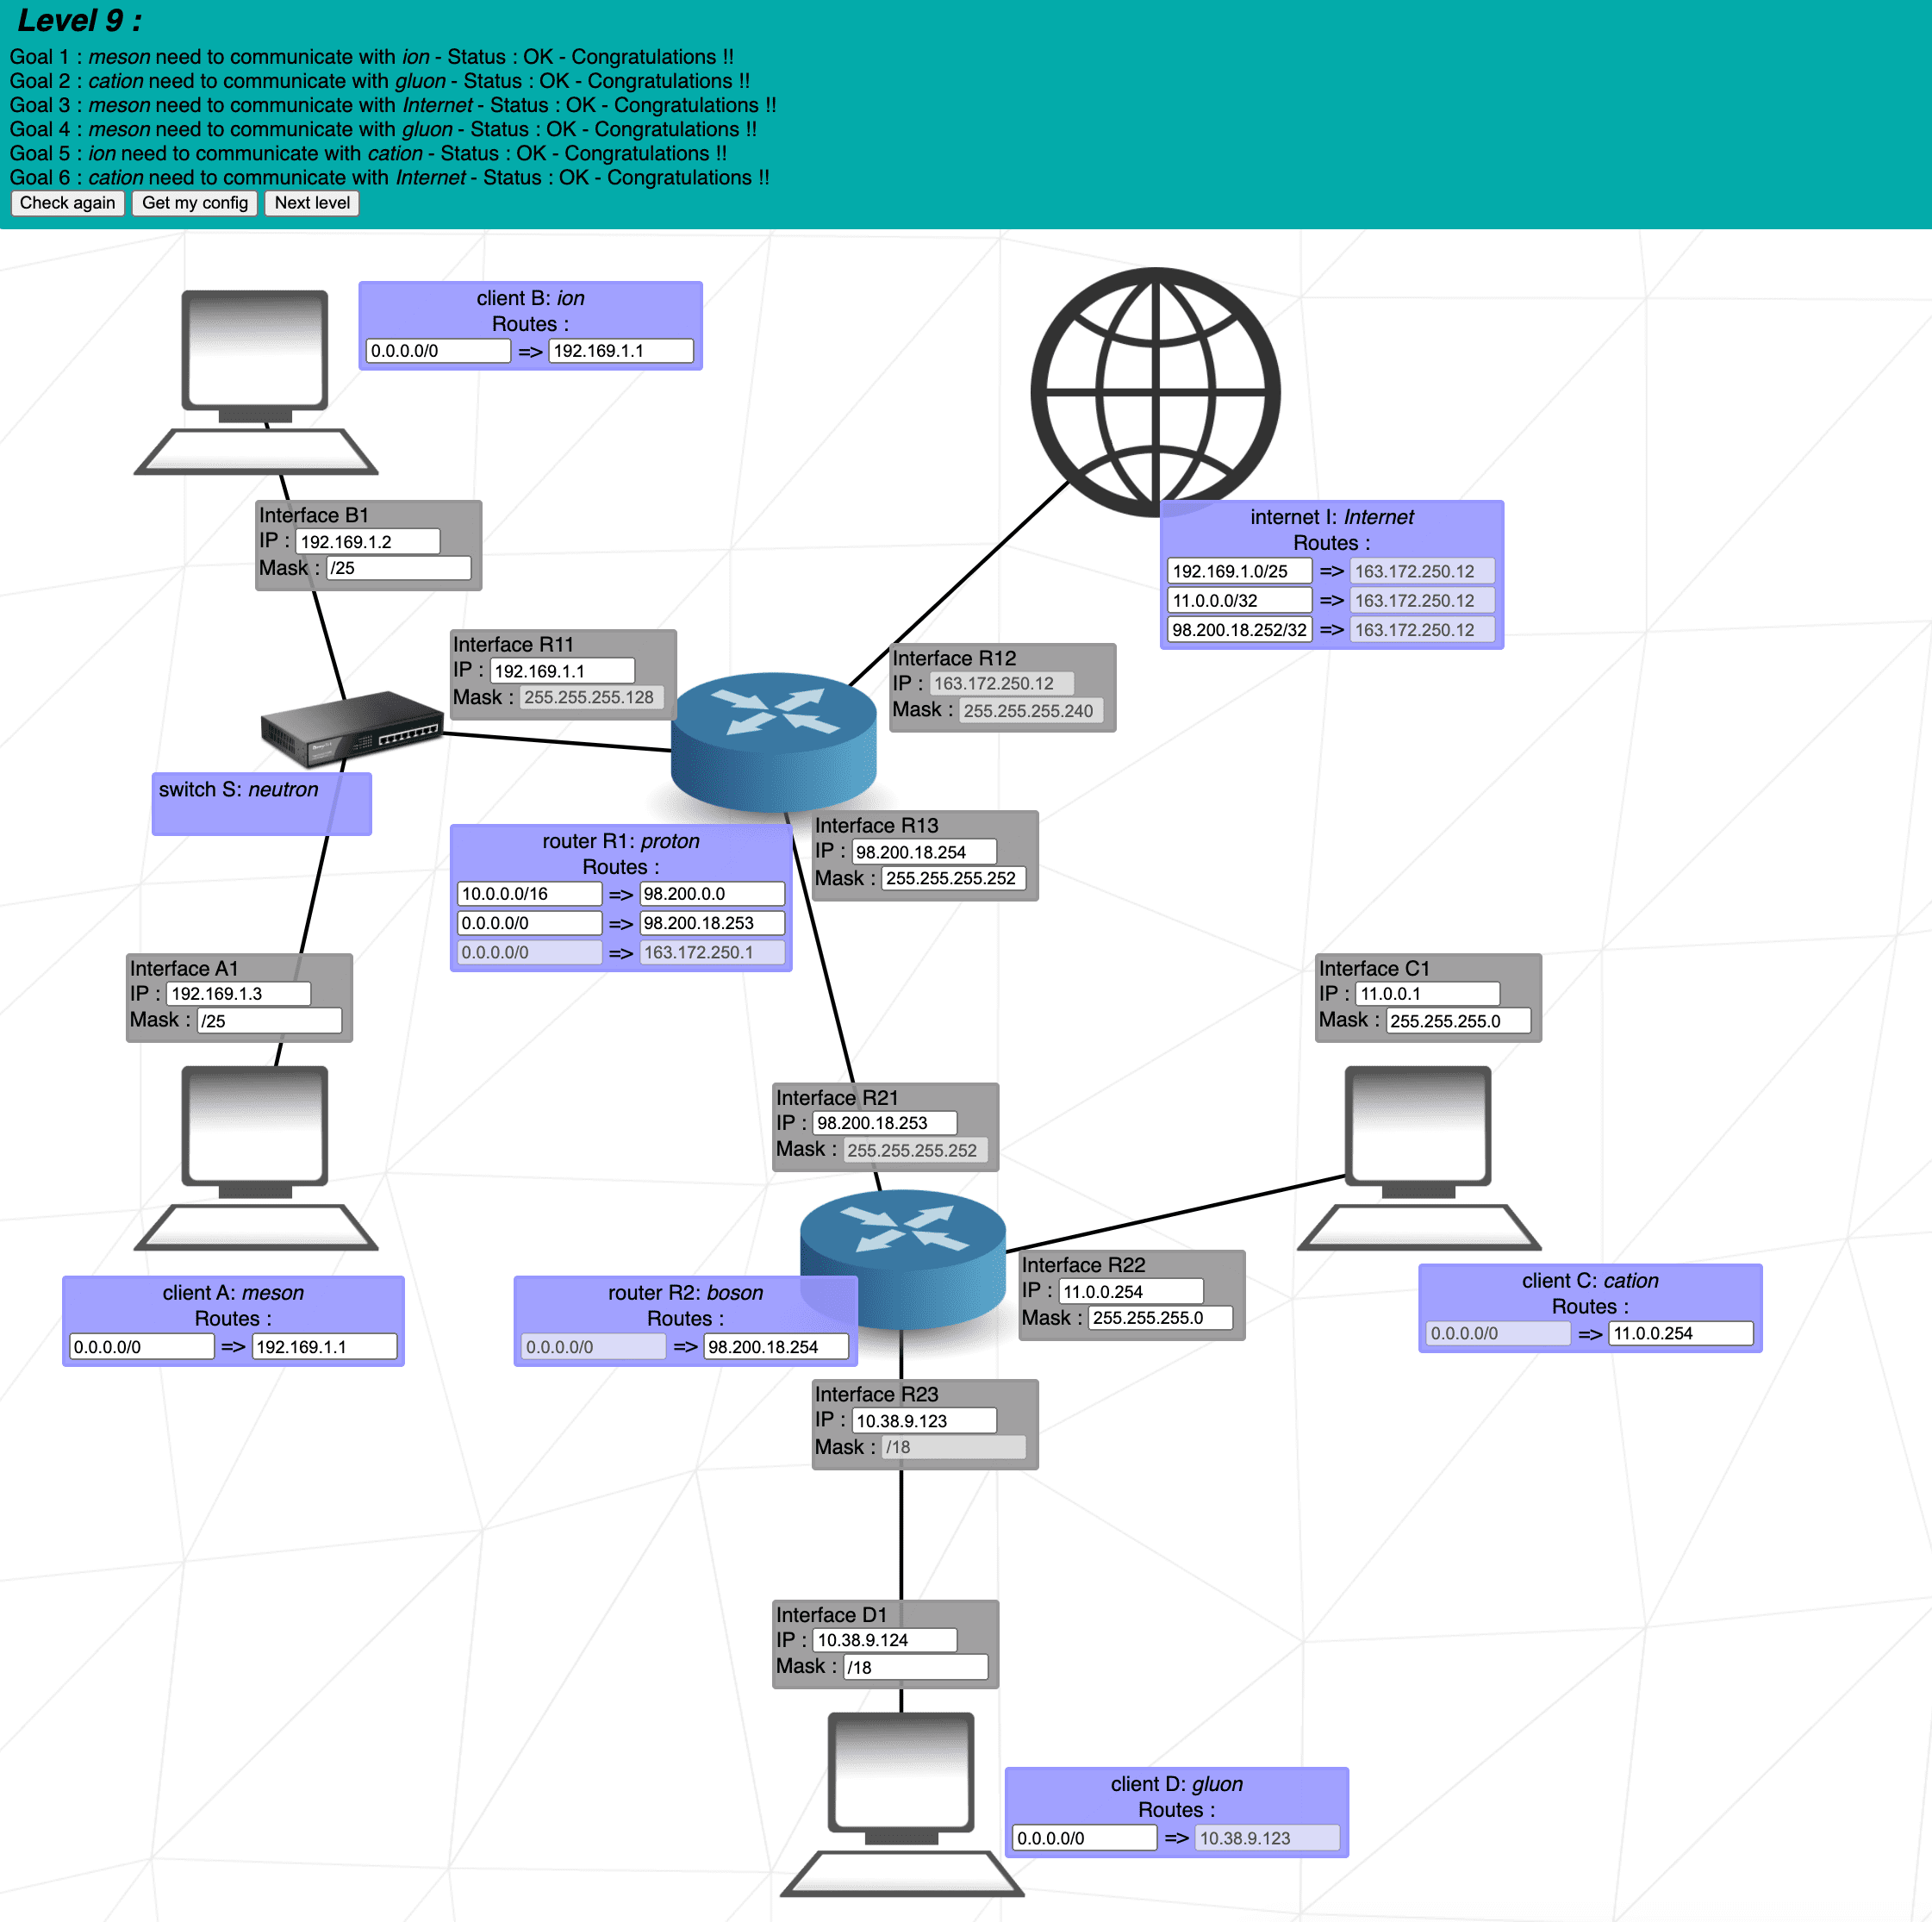 Level 9 :
Goal 1 : meson need to communicate with ion - Status : OK - Congratulations !!
Goal 2 : cation need to communicate with gluon - Status : OK - Congratulations !!
Goal 3 : meson need to communicate with Internet - Status : OK - Congratulations !!
Goal 4 : meson need to communicate with gluon - Status : OK - Congratulations !!
Goal 5 : ion need to communicate with cation - Status : OK - Congratulations !!
Goal 6 : cation need to communicate with Internet - Status : OK - Congratulations !!
Check again Get my config Next level
client B: ion
Routes :
0.0.0.0/0 => 192.169.1.1
Interface B1
IP : 192.169.1.2
Mask : /25
internet I: Internet
Routes :
192.169.1.0/25 => 163.172.250.12
11.0.0.0/32 => 163.172.250.12
98.200.18.252/32 => 163.172.250.12
Interface R11
IP : 192.169.1.1
Mask : 255.255.255.128
Interface R12
IP : 163.172.250.12
Mask : 255.255.255.240
switch S: neutron
router R1: proton
Routes :
10.0.0.0/16 => 98.200.0.0
0.0.0.0/0 => 98.200.18.253
0.0.0.0/0 => 163.172.250.1
Interface R13
IP : 98.200.18.254
Mask : 255.255.255.252
Interface A1
IP : 192.169.1.3
Mask : /25
Interface C1
IP : 11.0.0.1
Mask : 255.255.255.0
Interface R21
IP : 98.200.18.253
Mask : 255.255.255.252
client A: meson
Routes :
0.0.0.0/0 => 192.169.1.1
router R2: boson
Routes :
0.0.0.0/0 => 98.200.18.254
Interface R22
IP : 11.0.0.254
Mask : 255.255.255.0
client C: cation
Routes :
0.0.0.0/0 => 11.0.0.254
Interface R23
IP : 10.38.9.123
Mask : /18
Interface D1
IP : 10.38.9.124
Mask : /18
client D: gluon
Routes :
0.0.0.0/0 => 10.38.9.123